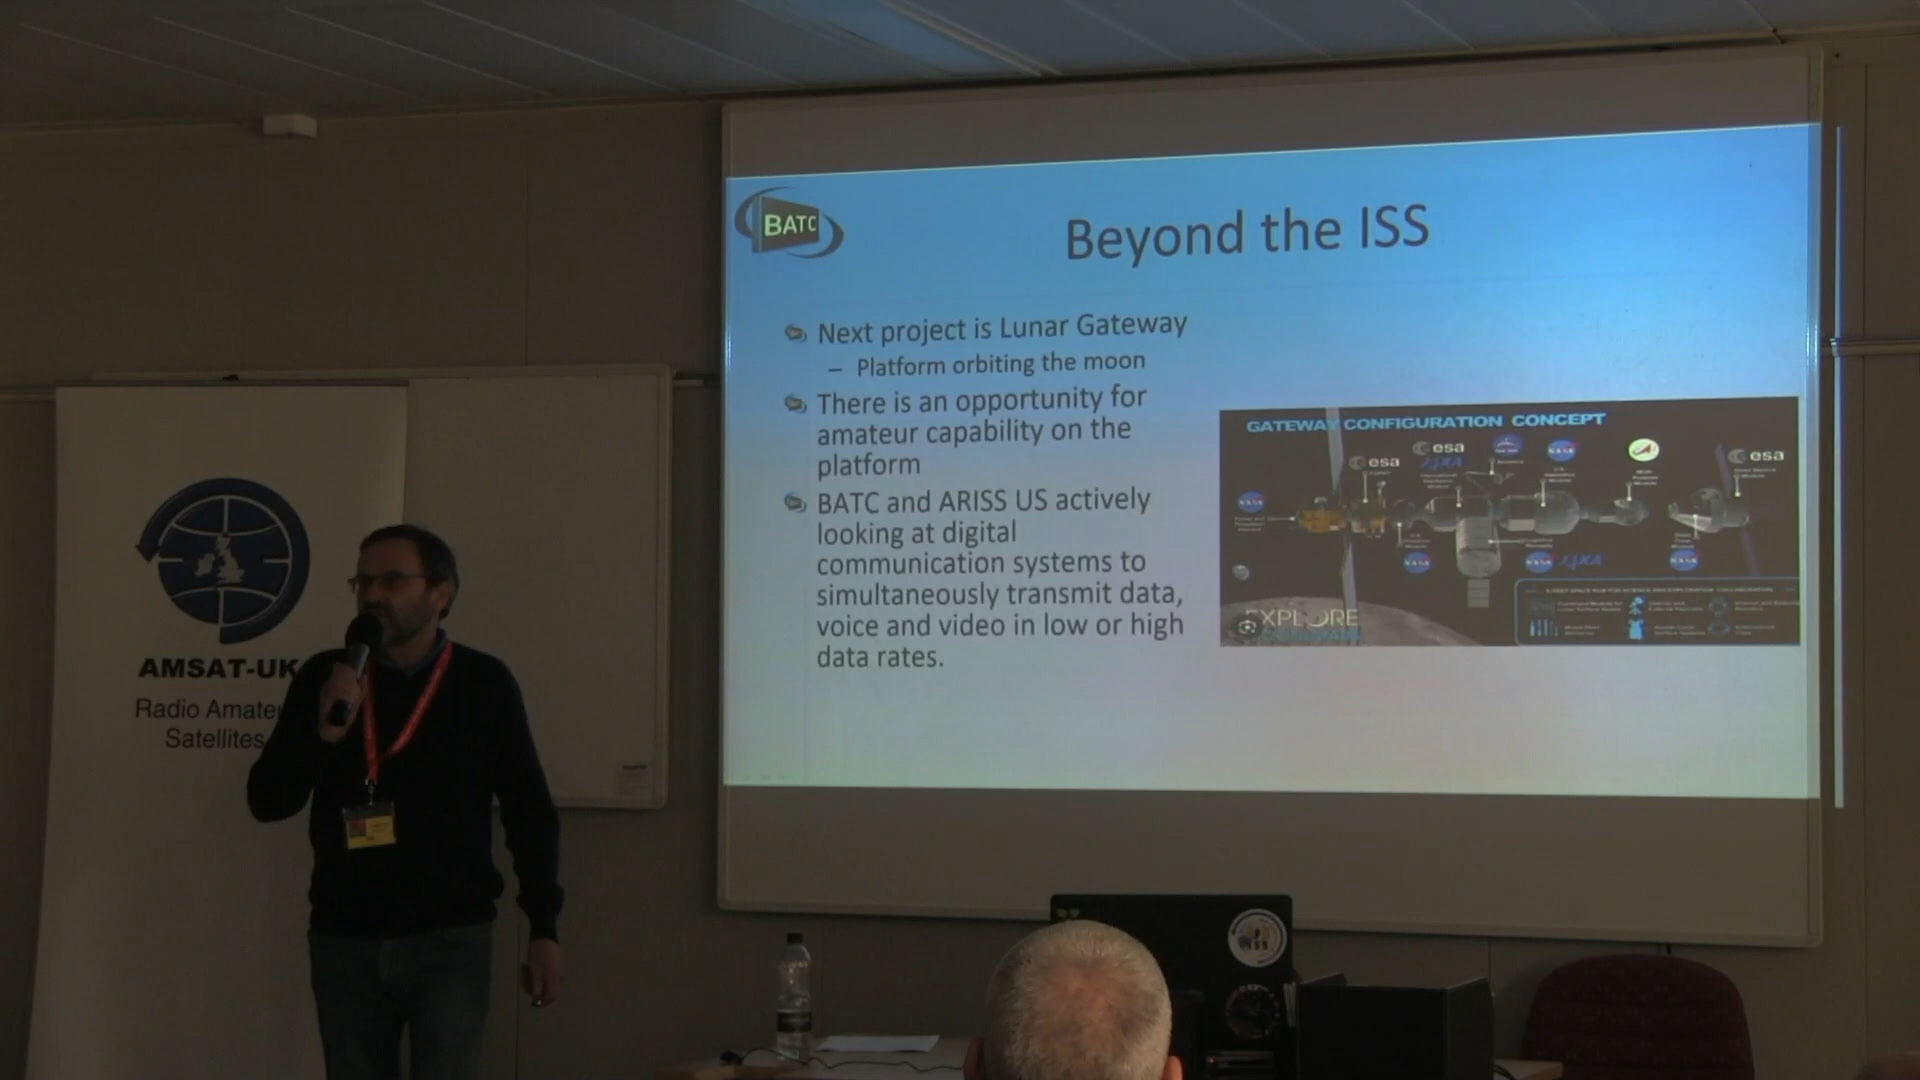 BATC
Beyond the ISS
Next project is Lunar Gateway
– Platform orbiting the moon
There is an opportunity for
amateur capability on the
platform
BATC and ARISS US actively
looking at digital
communication systems to
simultaneously transmit data,
voice and video in low or high
data rates.
GATEWAY CONFIGURATION CONCEPT
esa
esa
esa
EXPLORE
AMSAT-UK
Radio Amate
Satellites